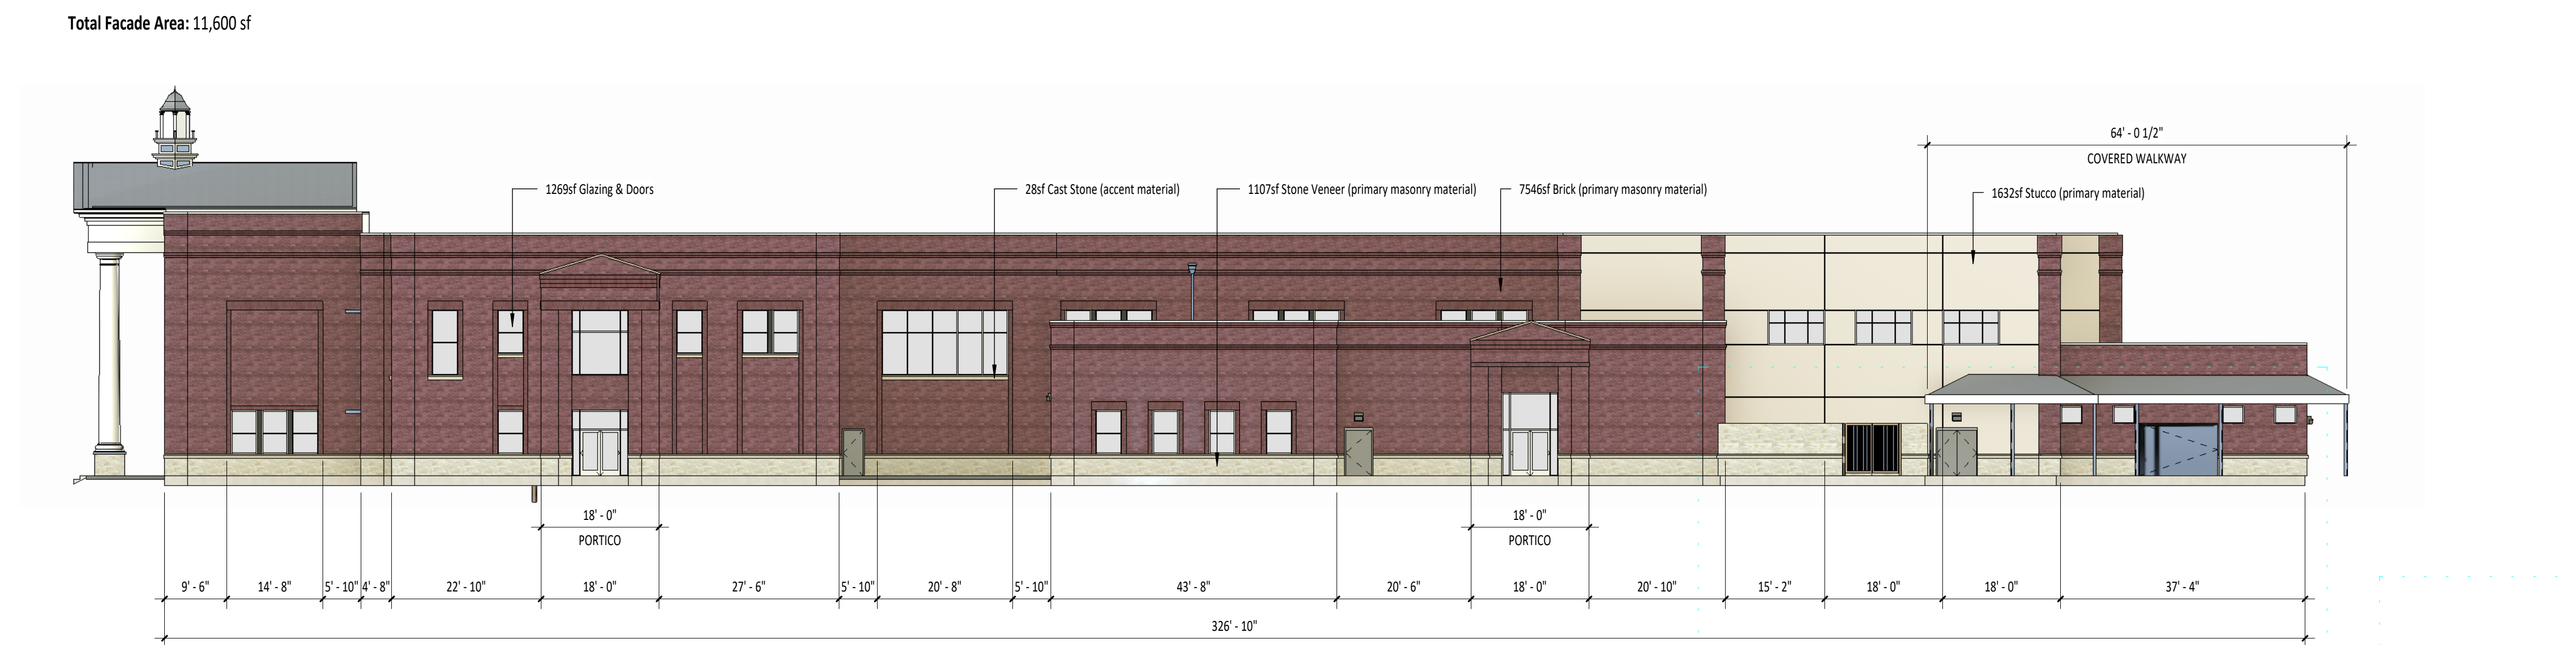 Total Facade Area: 11,600 sf
64' - 0 1/2"
COVERED WALKWAY
1269sf Glazing & Doors
28sf Cast Stone (accent material)
1107sf Stone Veneer (primary masonry material)
7546sf Brick (primary masonry material)
1632sf Stucco (primary material)
18' - 0"
PORTICO
18' - 0"
PORTICO
9' - 6"
14' - 8"
5' - 10"
4' - 8"
22' - 10"
18' - 0"
27' - 6"
5' - 10"
20' - 8"
5' - 10"
43' - 8"
20' - 6"
18' - 0"
20' - 10"
15' - 2"
18' - 0"
18' - 0"
37' - 4"
326' - 10"